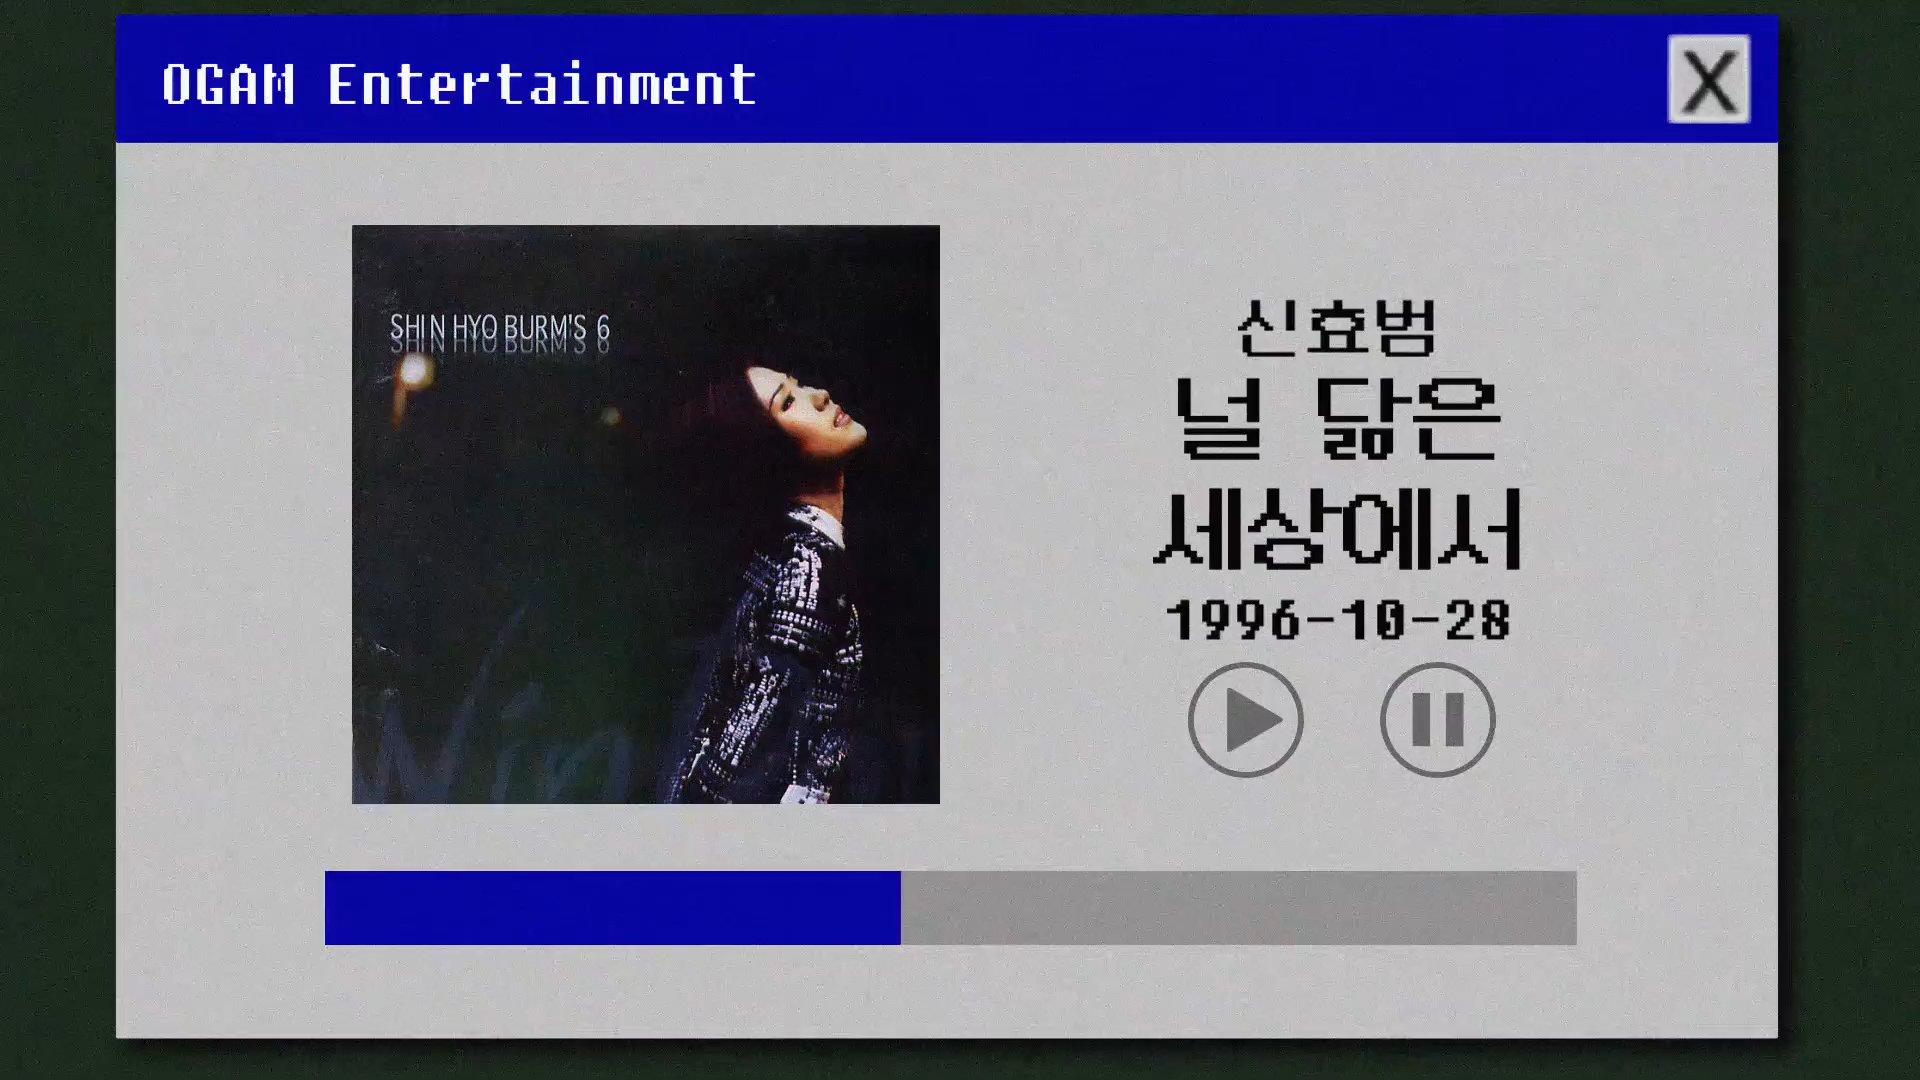 OGAM Entertainment
X
SHIN HYO BURM'S 6
신효범
널 닮은
세상에서
1996-10-28